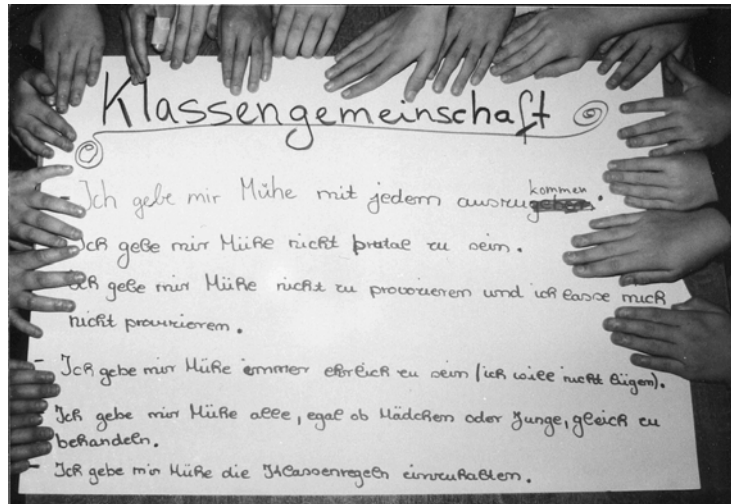 Klassengemeinschaft
- Ich gebe mir Mühe mit jedem auszukommen.
- Ich gebe mir Mühe nicht brutal zu sein.
- Ich gebe mir Mühe nicht zu provozieren und ich lasse mich
nicht provozieren.
- Ich gebe mir Mühe immer ehrlich zu sein (ich will nicht lügen).
- Ich gebe mir Mühe alle, egal ob Mädchen oder Junge, gleich zu
behandeln.
- Ich gebe mir Mühe die Klassenregeln einzuhalten.